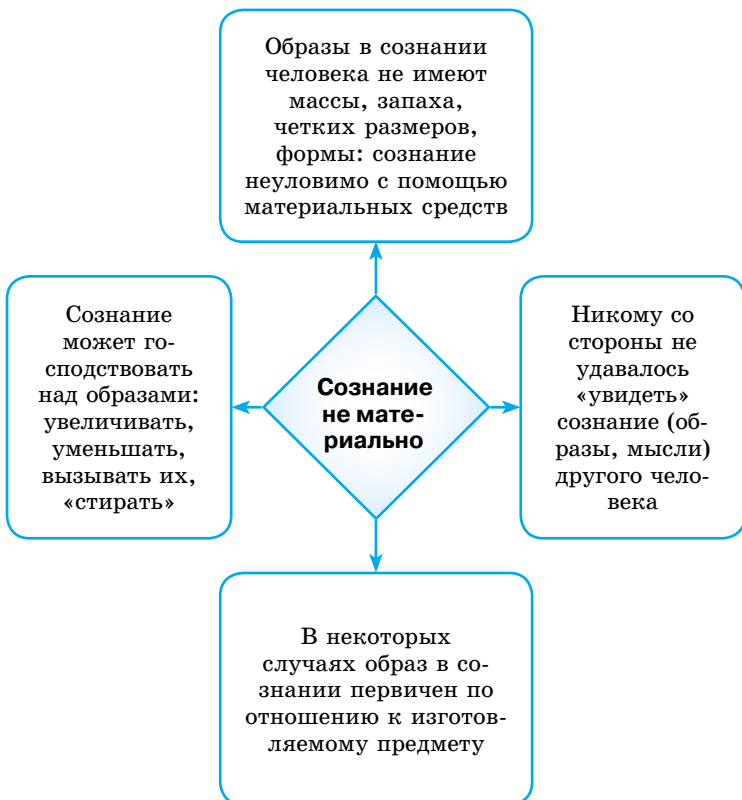 Образы в сознании
человека не имеют
массы, запаха,
четких размеров,
формы: сознание
неуловимо с помощью
материальных средств
Сознание
может го-
сподствовать
над образами:
увеличивать,
уменьшать,
вызывать их,
«стирать»
Сознание
не мате-
риально
Никому со
стороны не
удавалось
«увидеть»
сознание (об-
разы, мысли)
другого чело-
века
В некоторых
случаях образ в со-
знании первичен по
отношению к изготов-
ляемому предмету